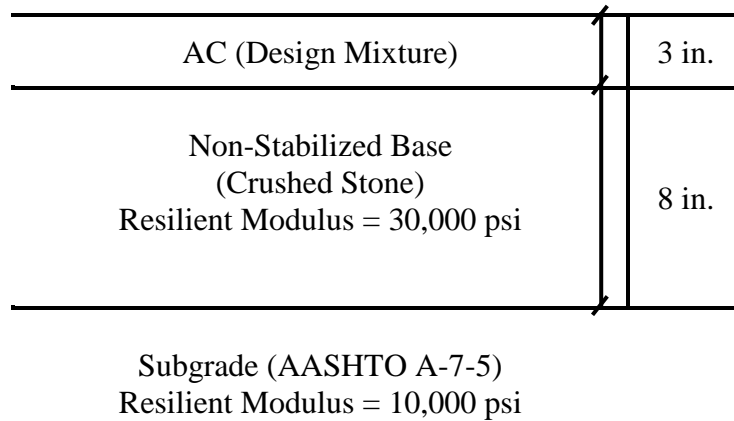 AC (Design Mixture)
3 in.
Non-Stabilized Base
(Crushed Stone)
Resilient Modulus = 30,000 psi
8 in.
Subgrade (AASHTO A-7-5)
Resilient Modulus = 10,000 psi